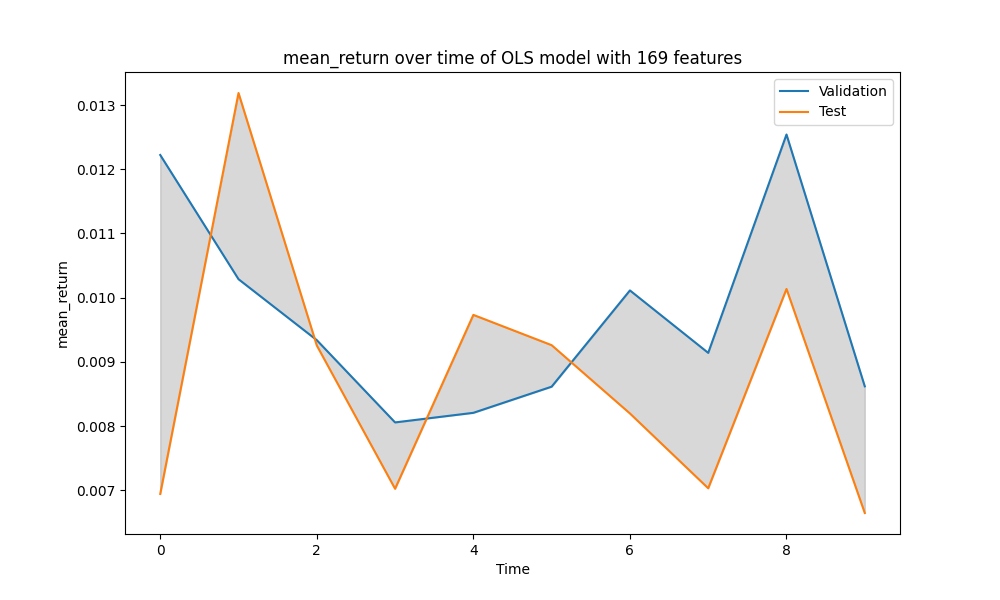 mean_return over time of OLS model with 169 features
Validation
Test
0.013
0.012
0.011
0.010
0.009
0.008
0.007
mean_return
0 2 4 6 8
Time